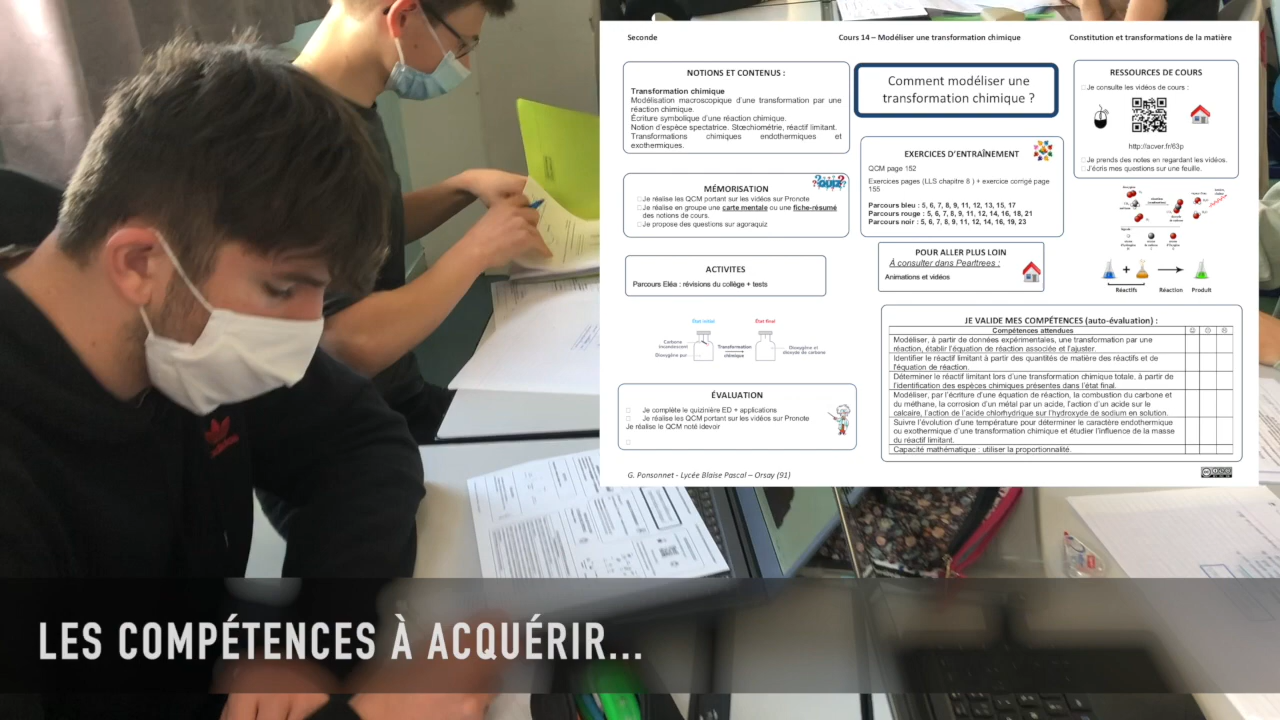 Seconde
Cours 14 – Modéliser une transformation chimique
Constitution et transformations de la matière
NOTIONS ET CONTENUS :
Transformation chimique
Modélisation macroscopique d'une transformation par une
réaction chimique.
Écriture symbolique d'une réaction chimique.
Notion d'espèce spectatrice. Stœchiométrie, réactif limitant.
Transformations chimiques endothermiques et
exothermiques.
Comment modéliser une
transformation chimique ?
RESSOURCES DE COURS
Je consulte les vidéos de cours :
http://acver.fr/63p
Je prends des notes en regardant les vidéos.
J'écris mes questions sur une feuille.
MÉMORISATION
?QUIZ?
Je réalise les QCM portant sur les vidéos sur Pronote
Je réalise en groupe une carte mentale ou une fiche-résumé
des notions de cours.
Je propose des questions sur agoraquiz
EXERCICES D'ENTRAÎNEMENT
QCM page 152
Exercices pages (LLS chapitre 8 ) + exercice corrigé page
155
Parcours bleu : 5, 6, 7, 8, 9, 11, 12, 13, 15, 17
Parcours rouge : 5, 6, 7, 8, 9, 11, 12, 14, 16, 18, 21
Parcours noir : 5, 6, 7, 8, 9, 11, 12, 14, 16, 19, 23
ACTIVITES
Parcours Eléa : révisions du collège + tests
POUR ALLER PLUS LOIN
À consulter dans Pearltrees :
Animations et vidéos
Réactifs
Réaction
Produit
État initial
État final
Carbone
incandescent
Dioxygène pur
Transformation
chimique
Dioxygène et
dioxyde de carbone
ÉVALUATION
Je complète le quizinière ED + applications
Je réalise les QCM portant sur les vidéos sur Pronote
Je réalise le QCM noté idevoir
JE VALIDE MES COMPÉTENCES (auto-évaluation) :
Compétences attendues
Modéliser, à partir de données expérimentales, une transformation par une
réaction, établir l'équation de réaction associée et l'ajuster.
Identifier le réactif limitant à partir des quantités de matière des réactifs et de
l'équation de réaction.
Déterminer le réactif limitant lors d'une transformation chimique totale, à partir de
l'identification des espèces chimiques présentes dans l'état final.
Modéliser, par l'écriture d'une équation de réaction, la combustion du carbone et
du méthane, la corrosion d'un métal par un acide, l'action d'un acide sur le
calcaire, l'action de l'acide chlorhydrique sur l'hydroxyde de sodium en solution.
Suivre l'évolution d'une température pour déterminer le caractère endothermique
ou exothermique d'une transformation chimique et étudier l'influence de la masse
du réactif limitant.
Capacité mathématique : utiliser la proportionnalité.
G. Ponsonnet - Lycée Blaise Pascal – Orsay (91)
LES COMPÉTENCES À ACQUÉRIR...